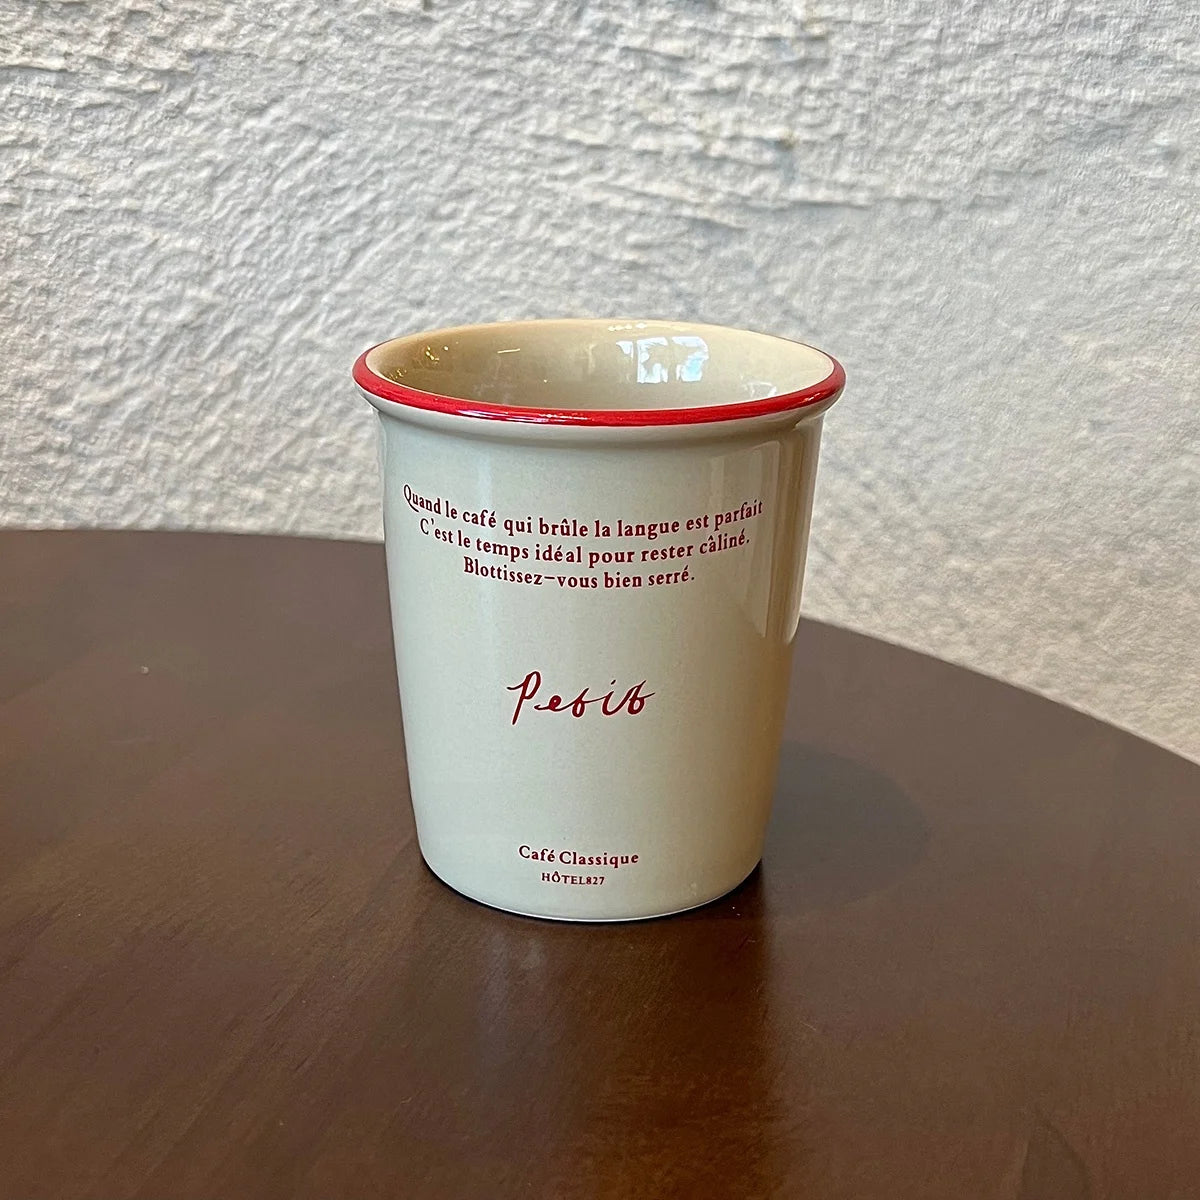 Quand le café qui brûle la langue est parfait
C'est le temps idéal pour rester câliné.
Blottissez-vous bien serré.
Petit
Café Classique
HÔTEL827